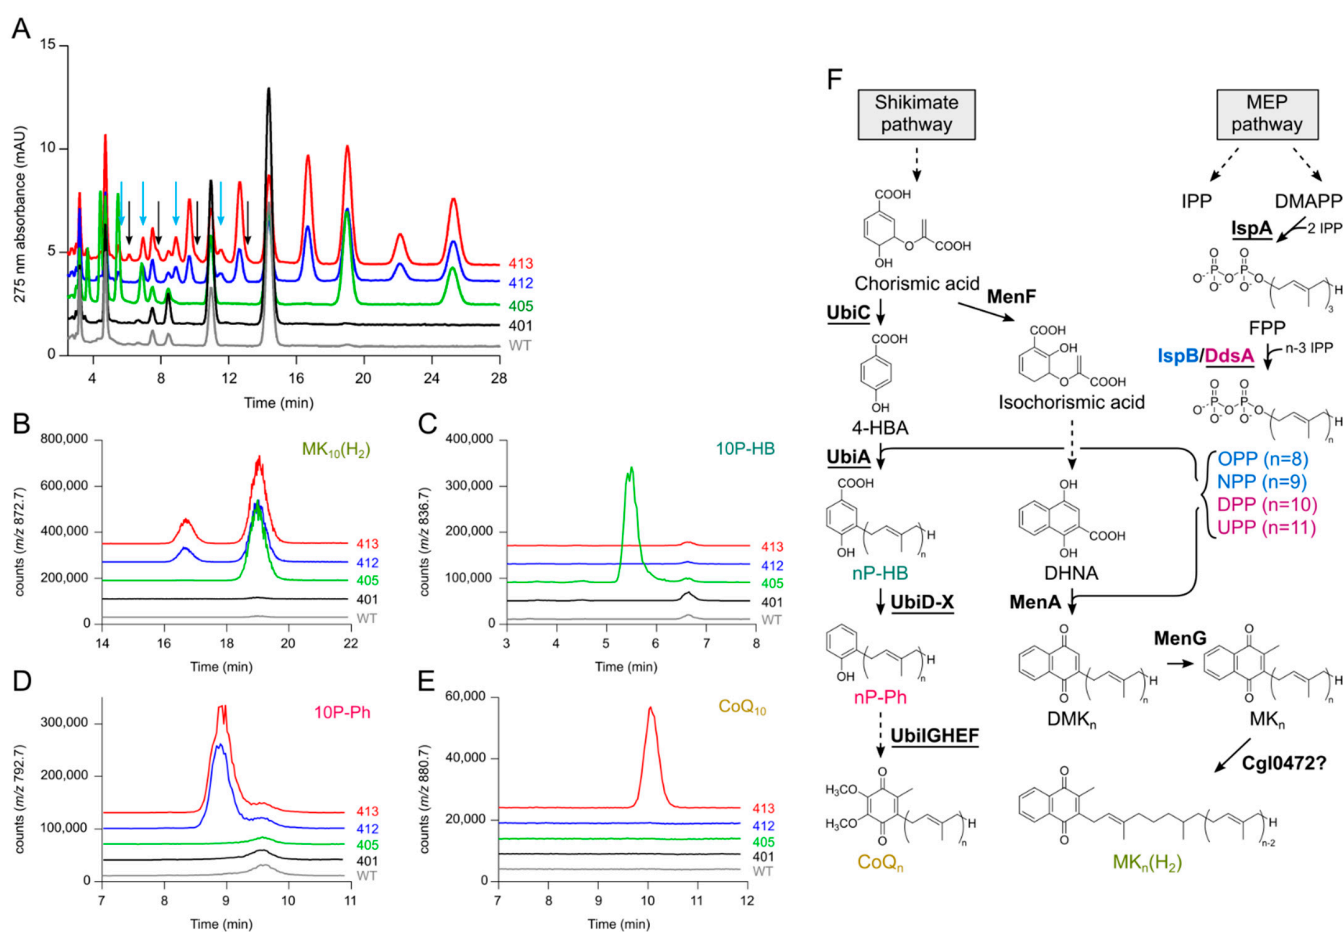 A
15
10
5
0
275 nm absorbance (mAU)
413
412
405
401
WT
4
8
12
16
20
24
28
Time (min)
B
800,000
600,000
400,000
200,000
0
counts (m/z 872.7)
MK10(H2)
413
412
405
401
WT
14
16
18
20
22
Time (min)
C
400,000
300,000
200,000
100,000
0
counts (m/z 836.7)
10P-HB
413
412
405
401
WT
3
4
5
6
7
8
Time (min)
D
300,000
200,000
100,000
0
counts (m/z 792.7)
10P-Ph
413
412
405
401
WT
7
8
9
10
11
Time (min)
E
60,000
40,000
20,000
0
counts (m/z 880.7)
CoQ10
413
412
405
401
WT
7
8
9
10
11
12
Time (min)
F
Shikimate
pathway
MEP
pathway
IPP
DMAPP
IspA
2 IPP
COOH
O
COOH
OH
Chorismic acid
O O
P P
-O O O
O- O-
H
3
FPP
UbiC
MenF
n-3 IPP
IspB/DdsA
COOH
OH
4-HBA
COOH
OH
O
COOH
Isochorismic acid
O O
P P
-O O O
O- O-
H
n
OPP (n=8)
NPP (n=9)
DPP (n=10)
UPP (n=11)
UbiA
COOH
OH
H
n
nP-HB
OH
COOH
OH
DHNA
UbiD-X
MenA
OH
H
n
nP-Ph
O
O
H
n
DMKn
MenG
O
O
H
n
MKn
UbiIGHEF
Cgl0472?
H3CO
H3CO
O
O
H
n
CoQn
O
O
H
n-2
MKn(H2)